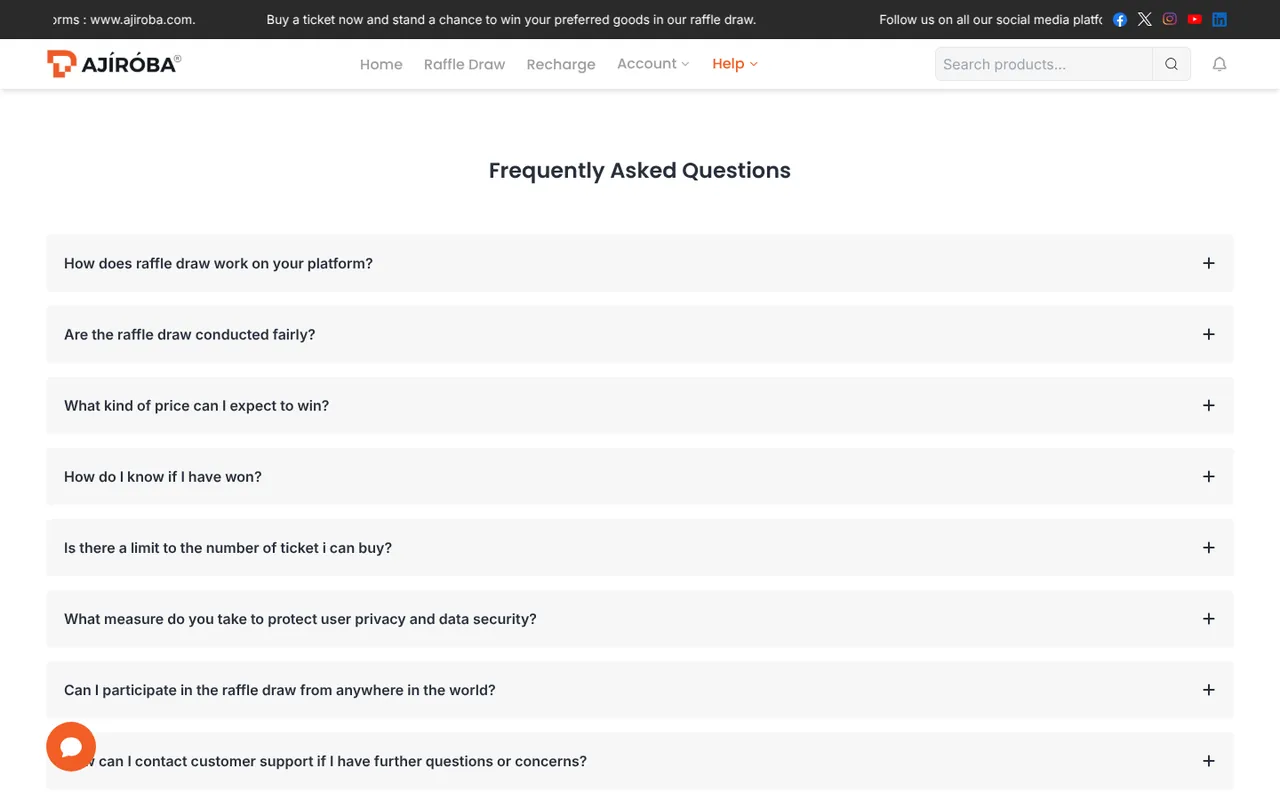 orms : www.ajiroba.com. Buy a ticket now and stand a chance to win your preferred goods in our raffle draw. Follow us on all our social media platfo
AJÍRÓBA®
Home Raffle Draw Recharge Account Help
Search products...
Frequently Asked Questions
How does raffle draw work on your platform?
Are the raffle draw conducted fairly?
What kind of price can I expect to win?
How do I know if I have won?
Is there a limit to the number of ticket i can buy?
What measure do you take to protect user privacy and data security?
Can I participate in the raffle draw from anywhere in the world?
can I contact customer support if I have further questions or concerns?